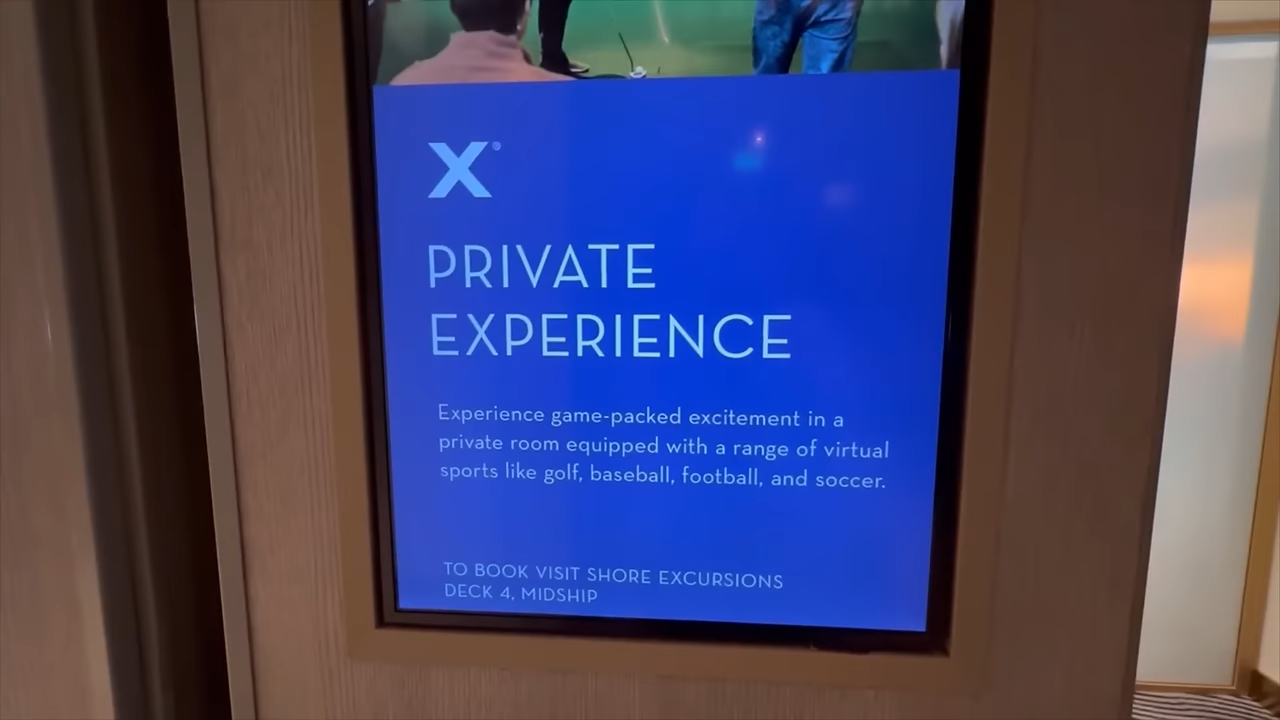 X®
PRIVATE
EXPERIENCE
Experience game-packed excitement in a
private room equipped with a range of virtual
sports like golf, baseball, football, and soccer.
TO BOOK VISIT SHORE EXCURSIONS
DECK 4, MIDSHIP